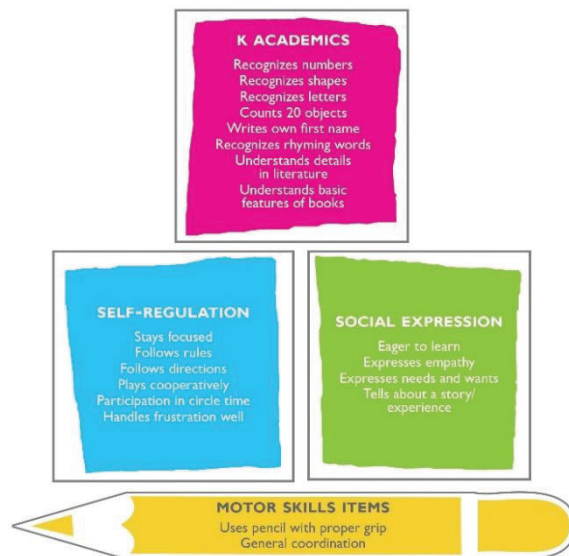 K ACADEMICS
Recognizes numbers
Recognizes shapes
Recognizes letters
Counts 20 objects
Writes own first name
Recognizes rhyming words
Understands details
in literature
Understands basic
features of books
SELF-REGULATION
Stays focused
Follows rules
Follows directions
Plays cooperatively
Participation in circle time
Handles frustration well
SOCIAL EXPRESSION
Eager to learn
Expresses empathy
Expresses needs and wants
Tells about a story/
experience
MOTOR SKILLS ITEMS
Uses pencil with proper grip
General coordination